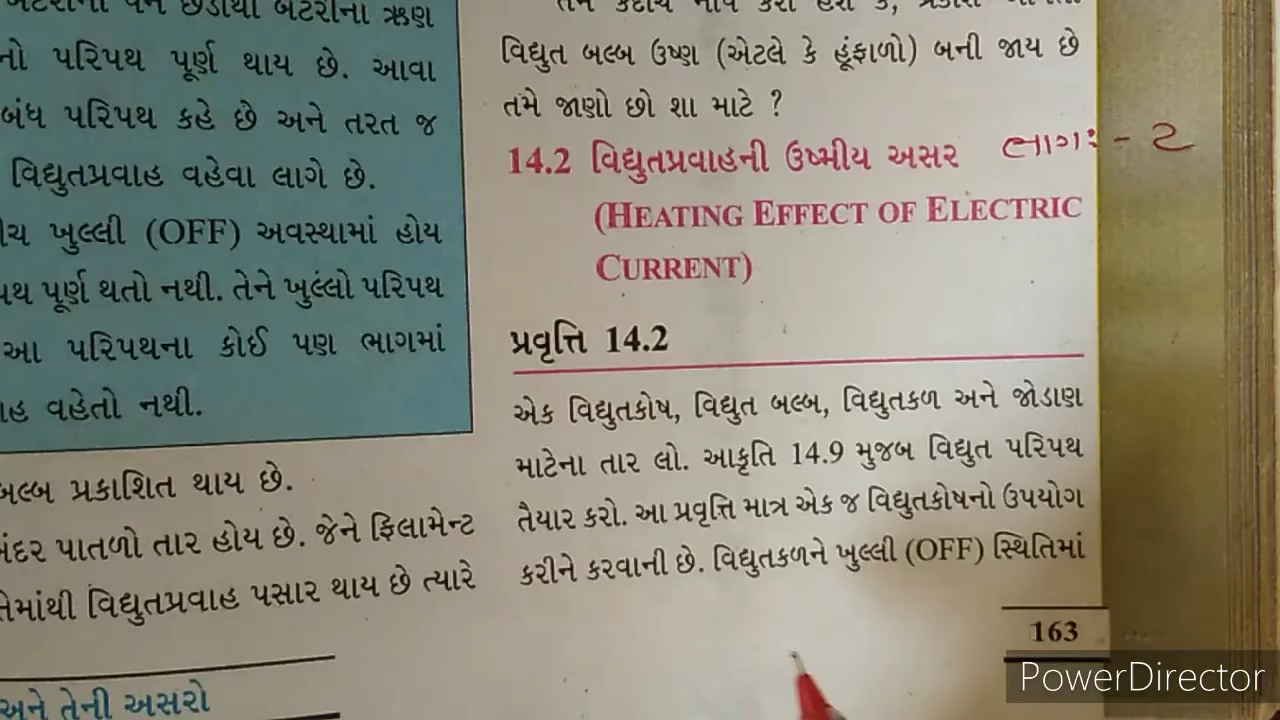 છેડાથી બેટરીના ઋણ
નો પરિપથ પૂર્ણ થાય છે. આવા
બંધ પરિપથ કહે છે અને તરત જ
વિદ્યુતપ્રવાહ વહેવા લાગે છે.
ખુલ્લી (OFF) અવસ્થામાં હોય
પૂર્ણ થતો નથી. તેને ખુલ્લો પરિપથ
આ પરિપથના કોઈ પણ ભાગમાં
વહેતો નથી.
બલ્બ પ્રકાશિત થાય છે.
પાતળો તાર હોય છે. જેને ફિલામેન્ટ
તેમાંથી વિદ્યુતપ્રવાહ પસાર થાય છે ત્યારે
અને તેની અસરો
વિદ્યુત બલ્બ ઉષ્ણ (એટલે કે હૂંફાળો) બની જાય છે
તમે જાણો છો શા માટે ?
14.2 વિદ્યુતપ્રવાહની ઉષ્મીય અસર ભાગઃ - 2
(HEATING EFFECT OF ELECTRIC
CURRENT)
પ્રવૃત્તિ 14.2
એક વિદ્યુતકોષ, વિદ્યુત બલ્બ, વિદ્યુતકળ અને જોડાણ
માટેના તાર લો. આકૃતિ 14.9 મુજબ વિદ્યુત પરિપથ
તૈયાર કરો. આ પ્રવૃત્તિ માત્ર એક જ વિદ્યુતકોષનો ઉપયોગ
કરીને કરવાની છે. વિદ્યુતકળને ખુલ્લી (OFF) સ્થિતિમાં
163
PowerDirector